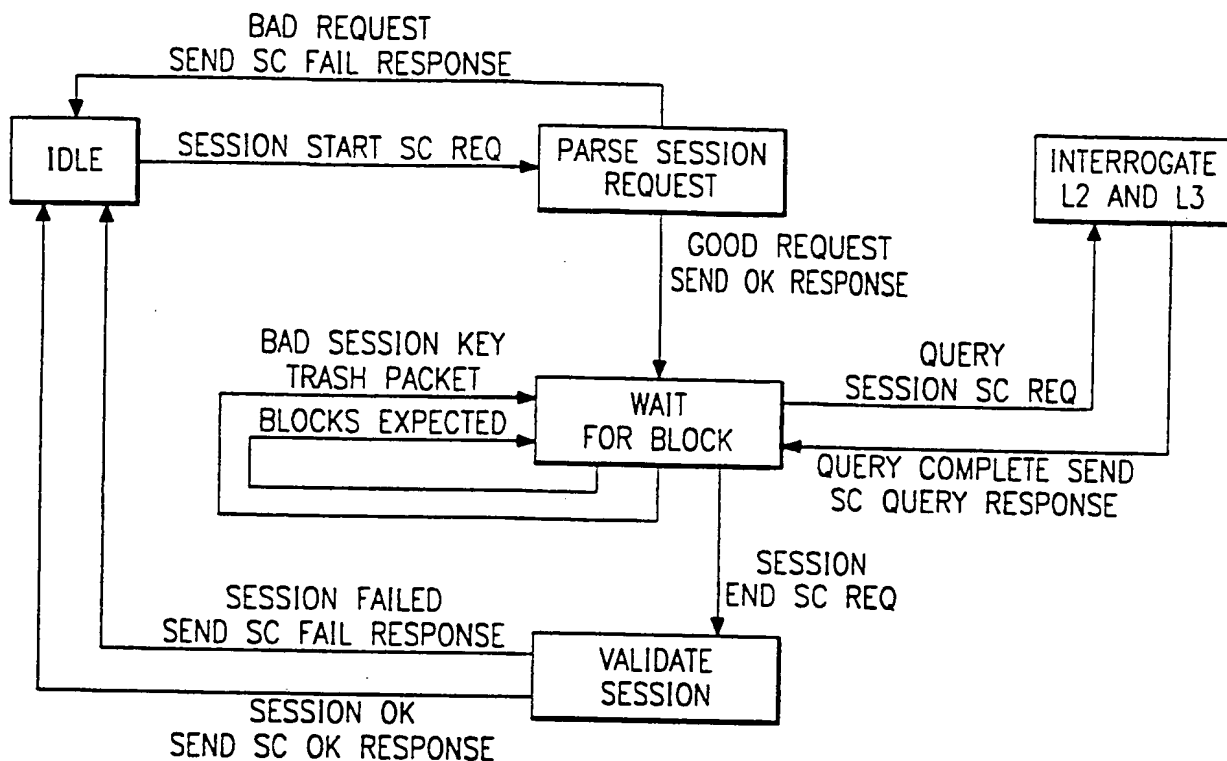 BAD REQUEST
SEND SC FAIL RESPONSE
IDLE
SESSION START SC REQ
PARSE SESSION
REQUEST
INTERROGATE
L2 AND L3
GOOD REQUEST
SEND OK RESPONSE
BAD SESSION KEY
TRASH PACKET
BLOCKS EXPECTED
WAIT
FOR BLOCK
QUERY
SESSION SC REQ
QUERY COMPLETE SEND
SC QUERY RESPONSE
SESSION
END SC REQ
SESSION FAILED
SEND SC FAIL RESPONSE
VALIDATE
SESSION
SESSION OK
SEND SC OK RESPONSE